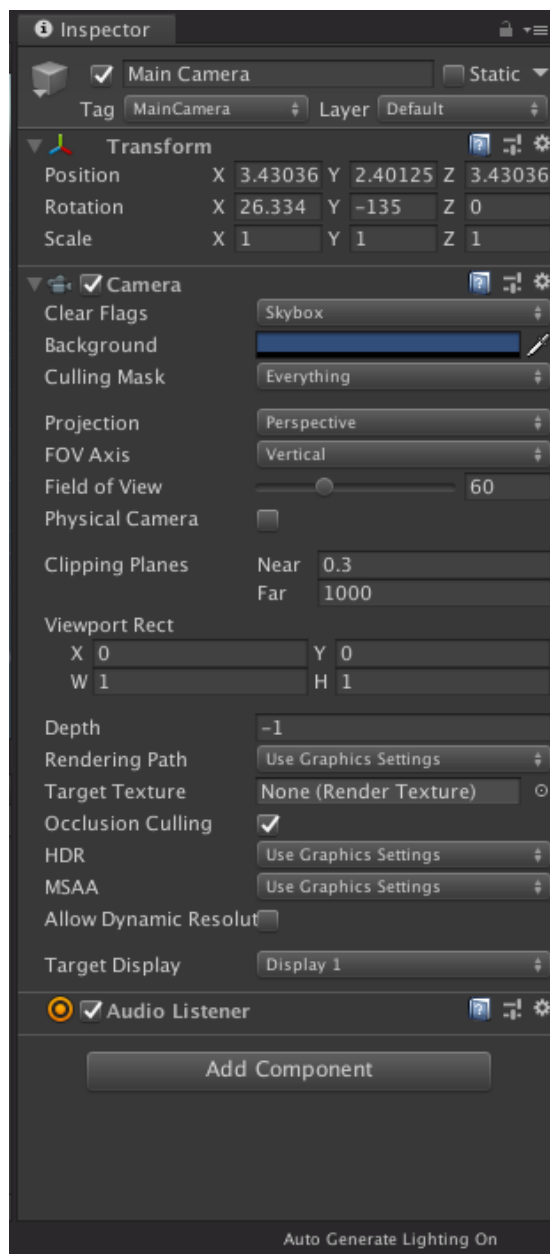 Inspector
Main Camera Static
Tag MainCamera Layer Default
Transform
Position X 3.43036 Y 2.40125 Z 3.43036
Rotation X 26.334 Y -135 Z 0
Scale X 1 Y 1 Z 1
Camera
Clear Flags Skybox
Background
Culling Mask Everything
Projection Perspective
FOV Axis Vertical
Field of View 60
Physical Camera
Clipping Planes Near 0.3
Far 1000
Viewport Rect
X 0 Y 0
W 1 H 1
Depth -1
Rendering Path Use Graphics Settings
Target Texture None (Render Texture)
Occlusion Culling
HDR Use Graphics Settings
MSAA Use Graphics Settings
Allow Dynamic Resolut
Target Display Display 1
Audio Listener
Add Component
Auto Generate Lighting On